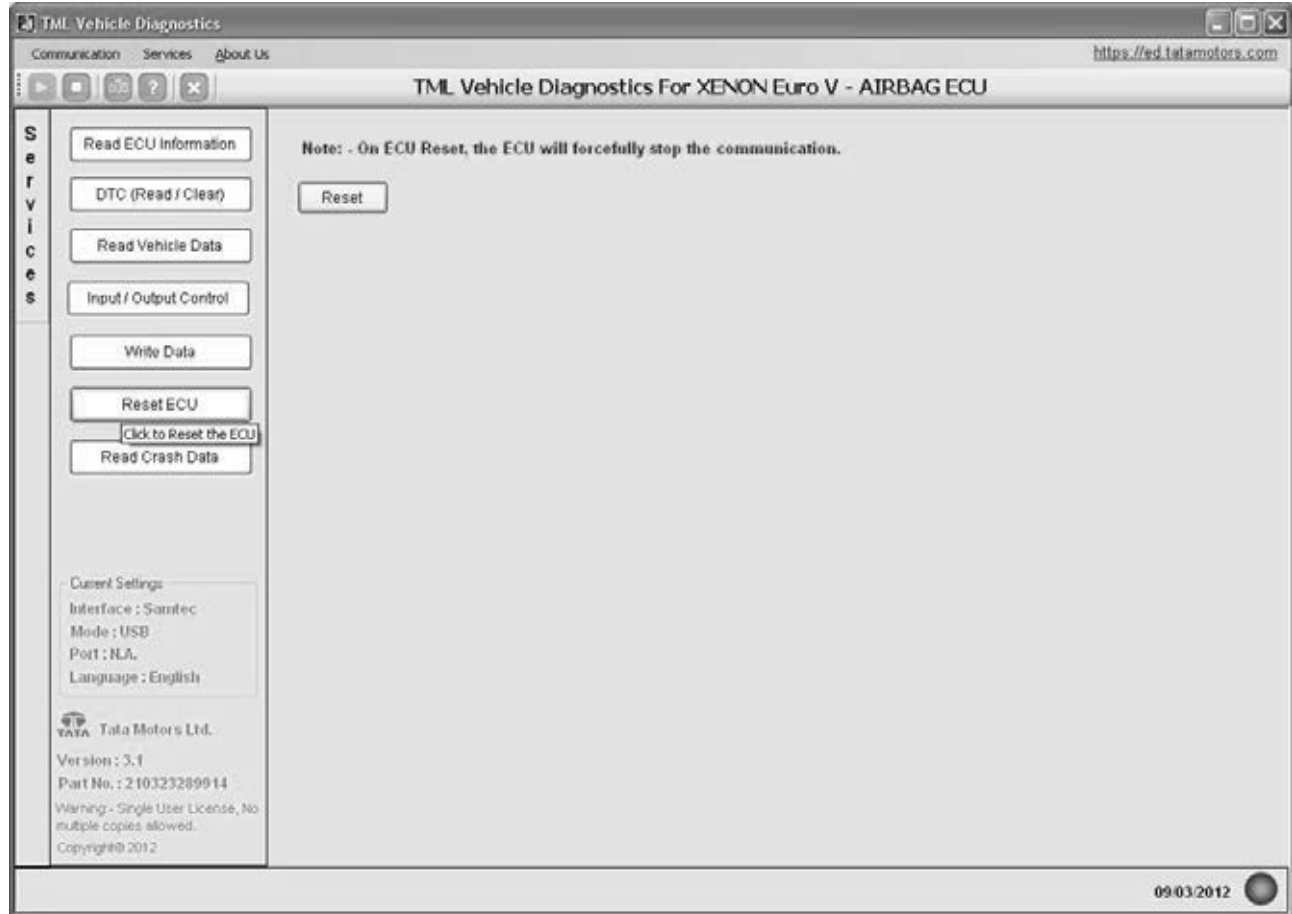 TML Vehicle Diagnostics
Communication Services About Us
https://ed.tatamotors.com
TML Vehicle Diagnostics For XENON Euro V - AIRBAG ECU
Services
Read ECU Information
DTC (Read / Clear)
Read Vehicle Data
Input / Output Control
Write Data
Reset ECU
Click to Reset the ECU
Read Crash Data
Note: - On ECU Reset, the ECU will forcefully stop the communication.
Reset
Current Settings
Interface : Samtec
Mode : USB
Port : N.A.
Language : English
TATA Tata Motors Ltd.
Version : 3.1
Part No. : 210323289914
Warning - Single User License, No
multiple copies allowed.
Copyright© 2012
09/03/2012